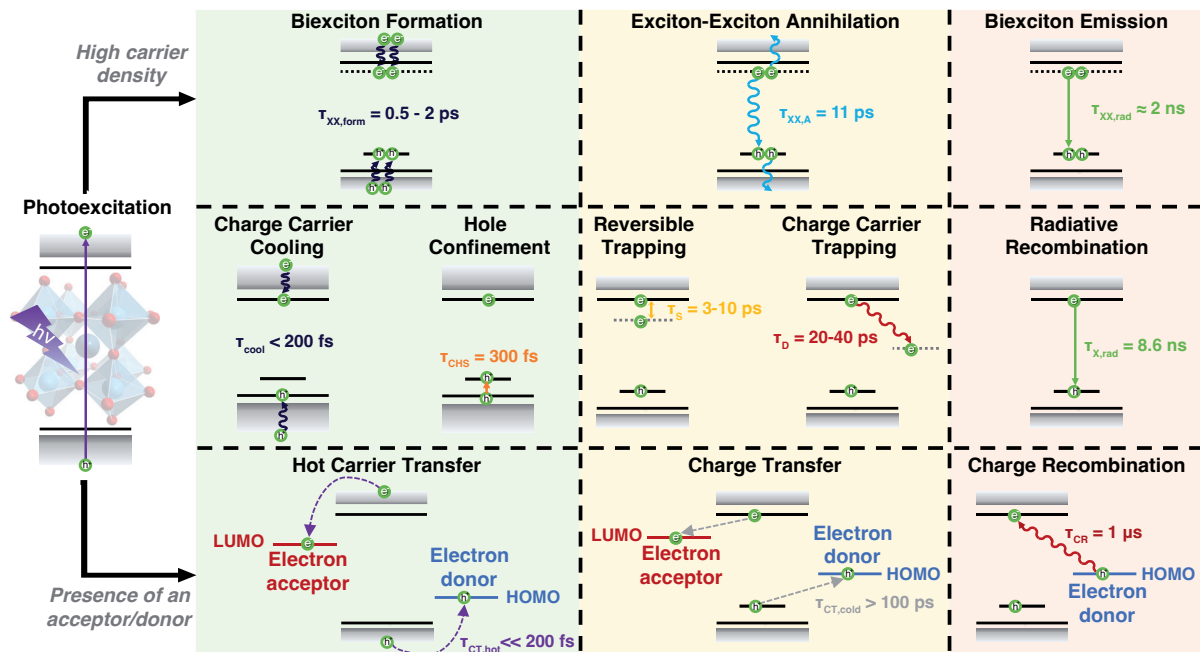 High carrier
density
Photoexcitation
hν
Presence of an
acceptor/donor
Biexciton Formation
e⁻ e⁻
e⁻ e⁻
τXX,form = 0.5 - 2 ps
h⁺ h⁺
h⁺ h⁺
Exciton-Exciton Annihilation
e⁻ e⁻
τXX,A = 11 ps
h⁺ h⁺
Biexciton Emission
e⁻ e⁻
τXX,rad ≈ 2 ns
h⁺ h⁺
e⁻
h⁺
Charge Carrier
Cooling
e⁻
e⁻
τcool < 200 fs
h⁺
h⁺
Hole
Confinement
e⁻
τCHS = 300 fs
h⁺
h⁺
Reversible
Trapping
e⁻
e⁻
τS = 3-10 ps
h⁺
Charge Carrier
Trapping
e⁻
τD = 20-40 ps
e⁻
h⁺
Radiative
Recombination
e⁻
τX,rad = 8.6 ns
h⁺
Hot Carrier Transfer
e⁻
LUMO
e⁻
Electron
acceptor
Electron
donor
h⁺
HOMO
h⁺
τCT,hot << 200 fs
Charge Transfer
e⁻
LUMO
e⁻
Electron
acceptor
Electron
donor
h⁺
HOMO
h⁺
τCT,cold > 100 ps
Charge Recombination
e⁻
τCR = 1 µs
h⁺
HOMO
Electron
donor
h⁺